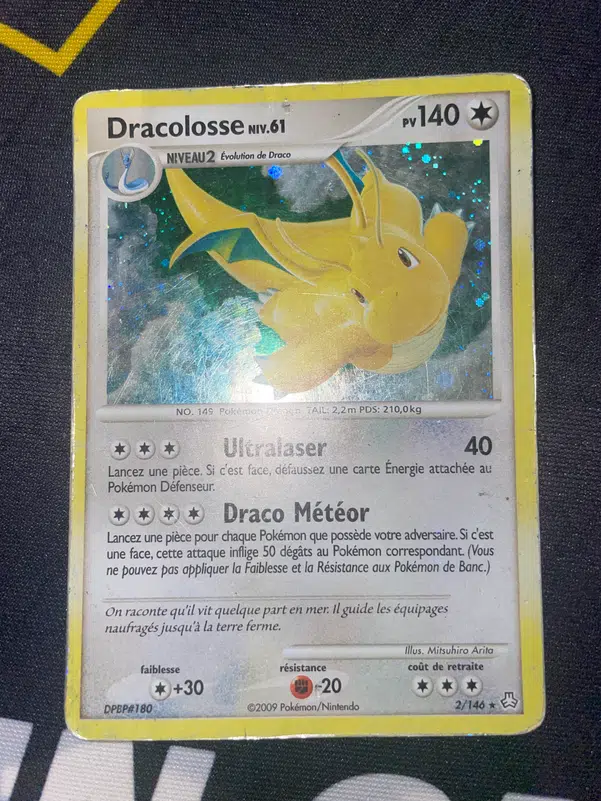 Dracolosse NIV.61 PV 140
NIVEAU 2 Évolution de Draco
NO. 149 Pokémon Dragon TAIL: 2,2m PDS: 210,0kg
Ultralaser 40
Lancez une pièce. Si c'est face, défaussez une carte Énergie attachée au
Pokémon Défenseur.
Draco Météor
Lancez une pièce pour chaque Pokémon que possède votre adversaire. Si c'est
une face, cette attaque inflige 50 dégâts au Pokémon correspondant. (Vous
ne pouvez pas appliquer la Faiblesse et la Résistance aux Pokémon de Banc.)
On raconte qu'il vit quelque part en mer. Il guide les équipages
naufragés jusqu'à la terre ferme.
Illus. Mitsuhiro Arita
faiblesse résistance coût de retraite
+30 -20
DPBP#180 ©2009 Pokémon/Nintendo 2/146 ★